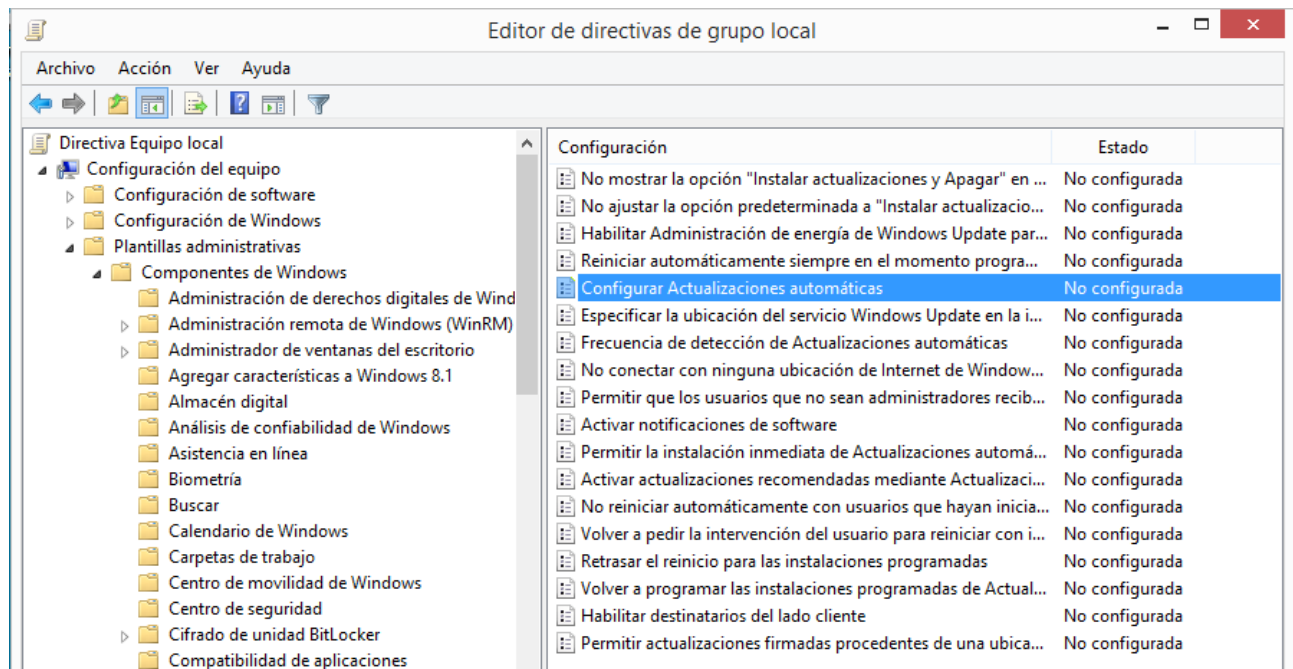 Editor de directivas de grupo local
Archivo Acción Ver Ayuda
Directiva Equipo local
Configuración del equipo
Configuración de software
Configuración de Windows
Plantillas administrativas
Componentes de Windows
Administración de derechos digitales de Wind
Administración remota de Windows (WinRM)
Administrador de ventanas del escritorio
Agregar características a Windows 8.1
Almacén digital
Análisis de confiabilidad de Windows
Asistencia en línea
Biometría
Buscar
Calendario de Windows
Carpetas de trabajo
Centro de movilidad de Windows
Centro de seguridad
Cifrado de unidad BitLocker
Compatibilidad de aplicaciones
Configuración Estado
No mostrar la opción "Instalar actualizaciones y Apagar" en ... No configurada
No ajustar la opción predeterminada a "Instalar actualizacio... No configurada
Habilitar Administración de energía de Windows Update par... No configurada
Reiniciar automáticamente siempre en el momento progra... No configurada
Configurar Actualizaciones automáticas No configurada
Especificar la ubicación del servicio Windows Update en la i... No configurada
Frecuencia de detección de Actualizaciones automáticas No configurada
No conectar con ninguna ubicación de Internet de Window... No configurada
Permitir que los usuarios que no sean administradores recib... No configurada
Activar notificaciones de software No configurada
Permitir la instalación inmediata de Actualizaciones automá... No configurada
Activar actualizaciones recomendadas mediante Actualizaci... No configurada
No reiniciar automáticamente con usuarios que hayan inicia... No configurada
Volver a pedir la intervención del usuario para reiniciar con i... No configurada
Retrasar el reinicio para las instalaciones programadas No configurada
Volver a programar las instalaciones programadas de Actual... No configurada
Habilitar destinatarios del lado cliente No configurada
Permitir actualizaciones firmadas procedentes de una ubica... No configurada